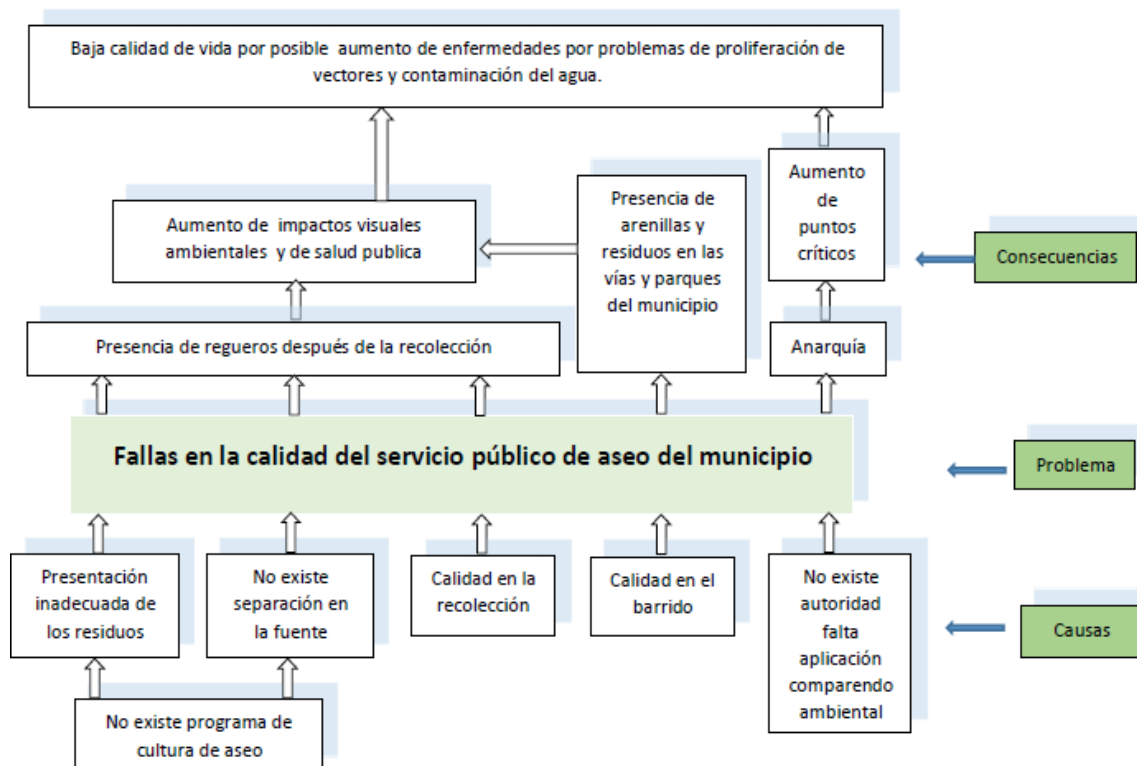 Baja calidad de vida por posible aumento de enfermedades por problemas de proliferación de
vectores y contaminación del agua.
Aumento de impactos visuales
ambientales y de salud publica
Presencia de
arenillas y
residuos en las
vías y parques
del municipio
Aumento
de
puntos
críticos
Consecuencias
Presencia de regueros después de la recolección
Anarquía
Fallas en la calidad del servicio público de aseo del municipio
Problema
Presentación
inadecuada de
los residuos
No existe
separación en
la fuente
Calidad en la
recolección
Calidad en el
barrido
No existe
autoridad
falta
aplicación
comparendo
ambiental
Causas
No existe programa de
cultura de aseo